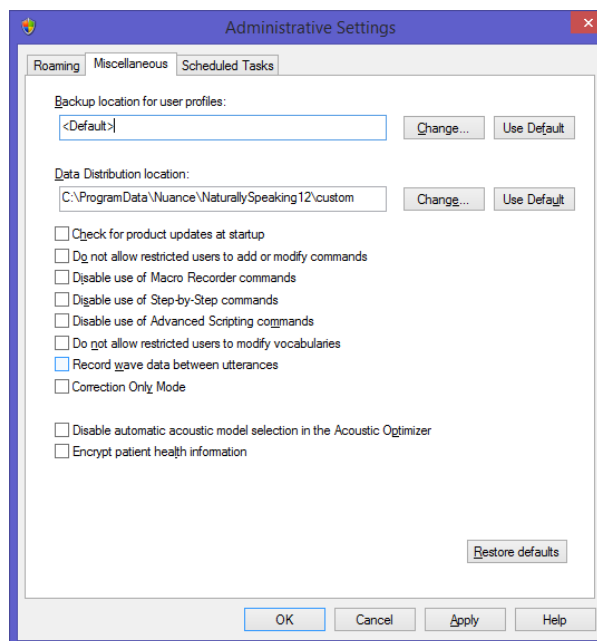 Administrative Settings
Roaming Miscellaneous Scheduled Tasks
Backup location for user profiles:
<Default> Change... Use Default
Data Distribution location:
C:\ProgramData\Nuance\NaturallySpeaking12\custom Change... Use Default
Check for product updates at startup
Do not allow restricted users to add or modify commands
Disable use of Macro Recorder commands
Disable use of Step-by-Step commands
Disable use of Advanced Scripting commands
Do not allow restricted users to modify vocabularies
Record wave data between utterances
Correction Only Mode
Disable automatic acoustic model selection in the Acoustic Optimizer
Encrypt patient health information
Restore defaults
OK Cancel Apply Help